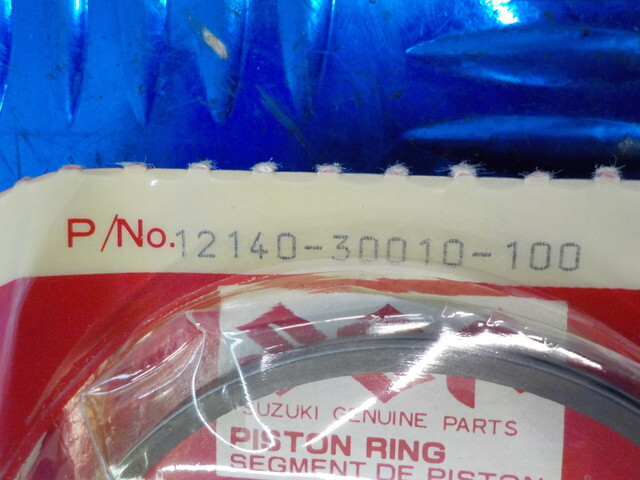 P/No.12140-30010-100
SUZUKI GENUINE PARTS
PISTON RING
SEGMENT DE PISTON